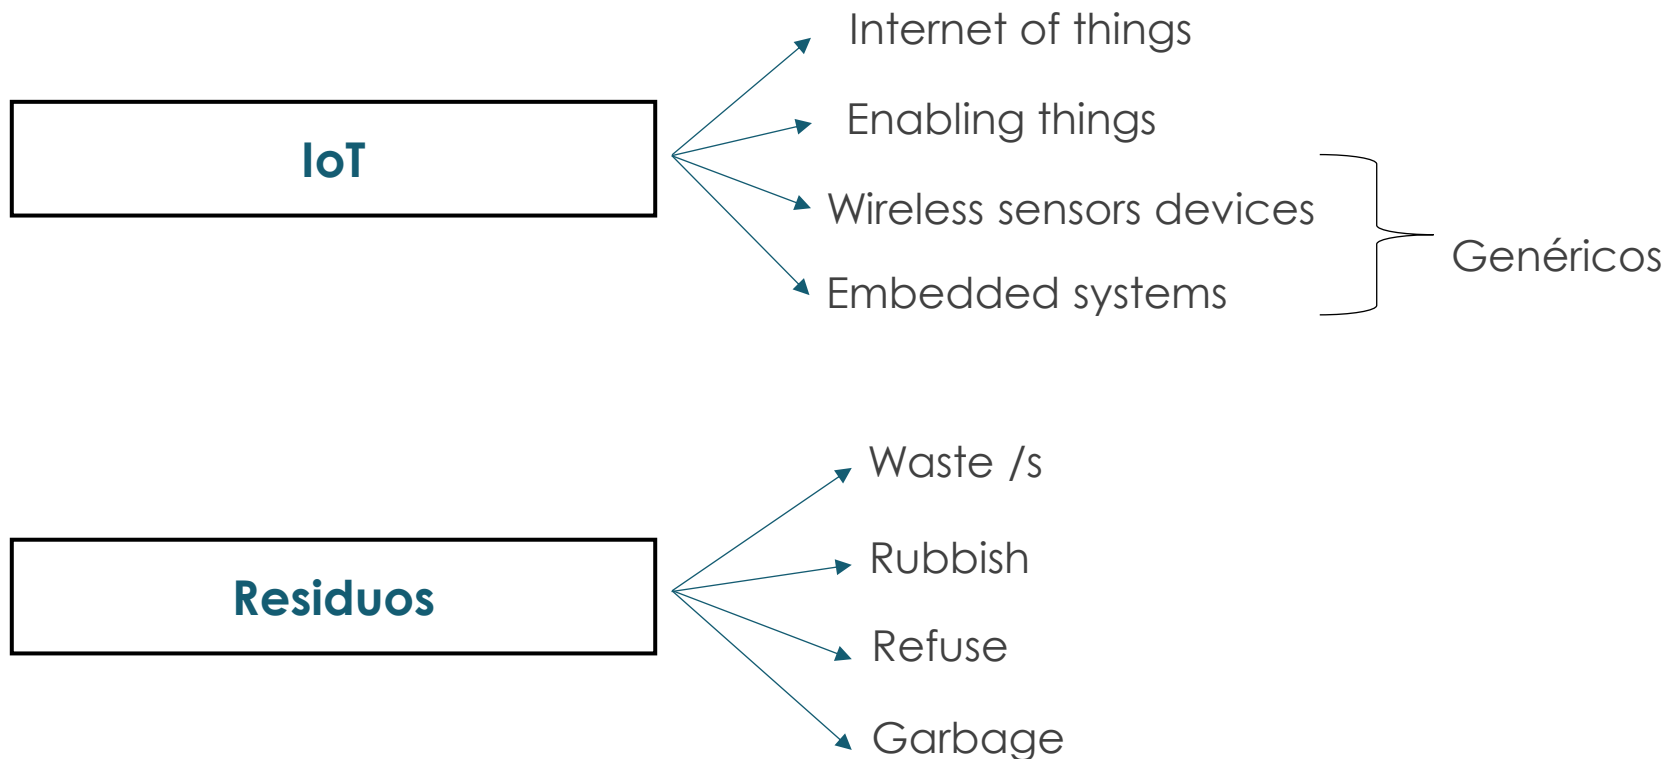 IoT
Internet of things
Enabling things
Wireless sensors devices
Embedded systems
Genéricos
Residuos
Waste /s
Rubbish
Refuse
Garbage